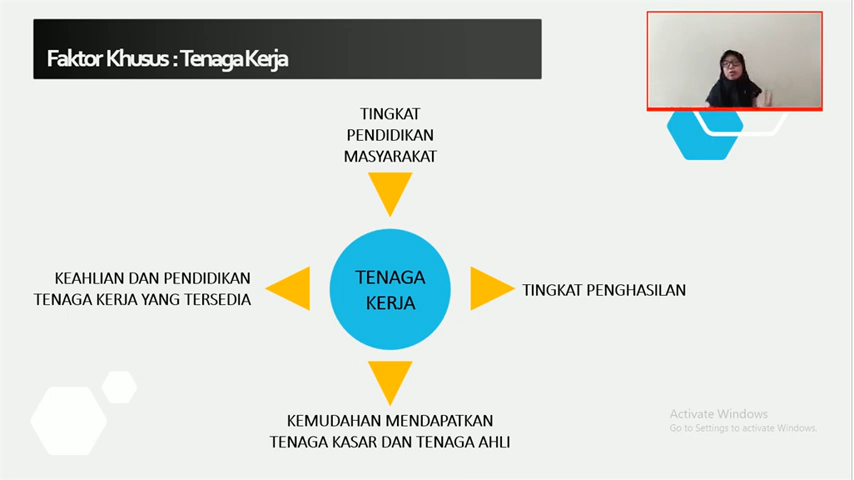 Faktor Khusus : Tenaga Kerja
TINGKAT
PENDIDIKAN
MASYARAKAT
KEAHLIAN DAN PENDIDIKAN
TENAGA KERJA YANG TERSEDIA
TENAGA
KERJA
TINGKAT PENGHASILAN
KEMUDAHAN MENDAPATKAN
TENAGA KASAR DAN TENAGA AHLI
Activate Windows
Go to Settings to activate Windows.